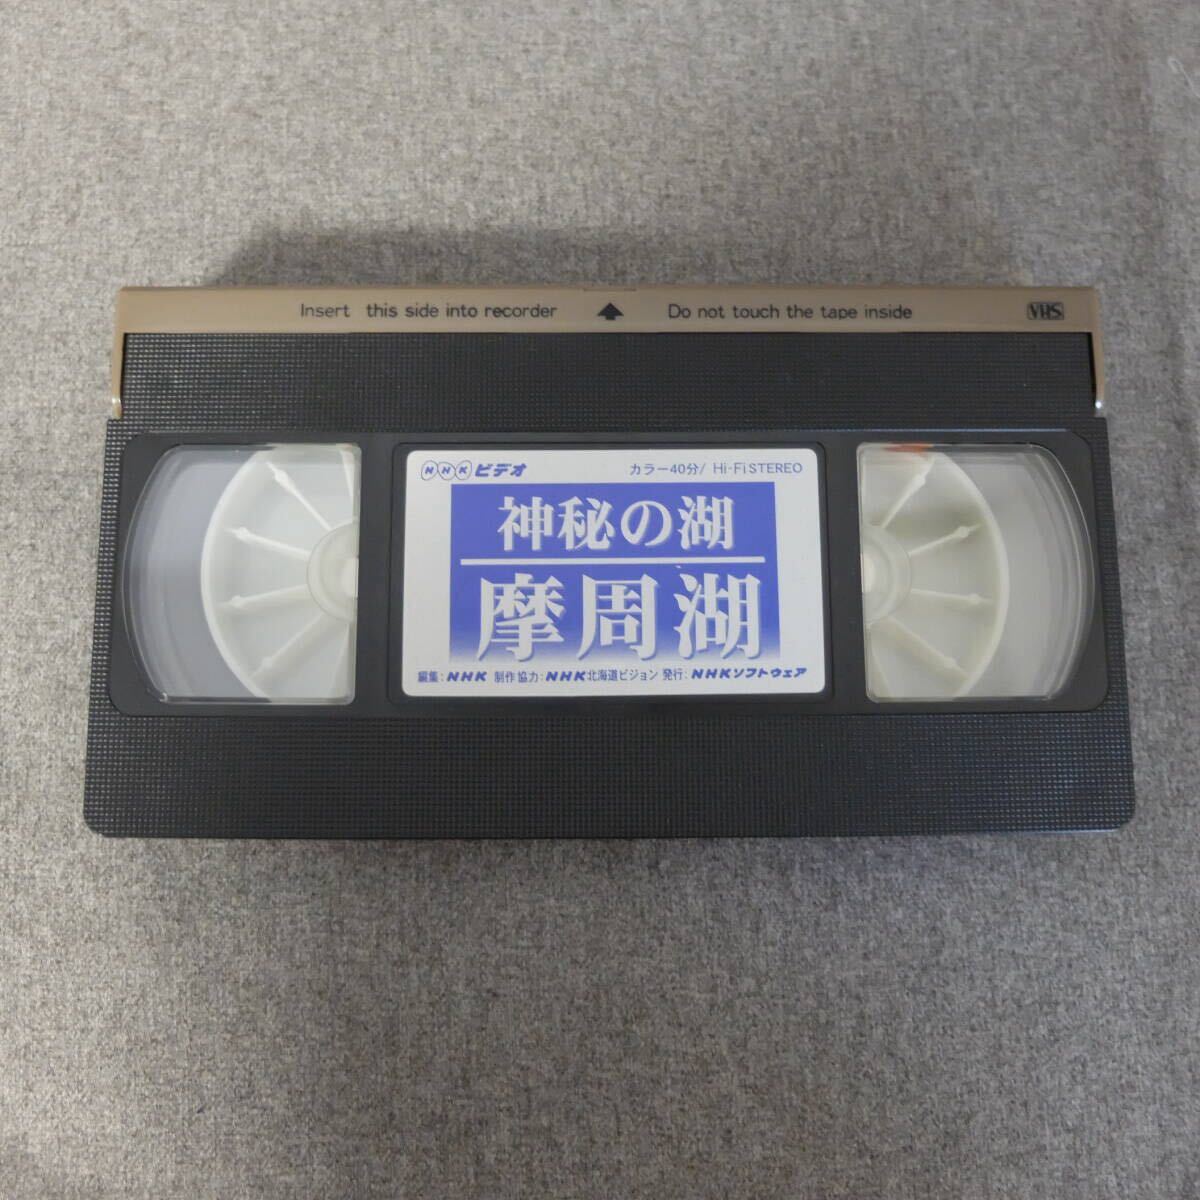 Insert this side into recorder Do not touch the tape inside VHS
NHK ビデオ カラー40分/ Hi-Fi STEREO
神秘の湖
摩周湖
編集:NHK 制作協力:NHK北海道ビジョン 発行:NHKソフトウェア